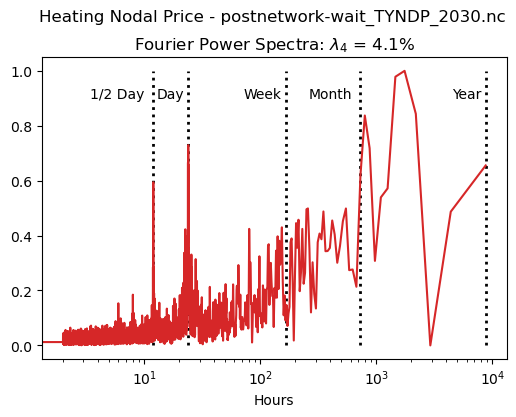 Heating Nodal Price - postnetwork-wait_TYNDP_2030.nc
Fourier Power Spectra: λ₄ = 4.1%
1.0
0.8
0.6
0.4
0.2
0.0
1/2 Day
Day
Week
Month
Year
10¹
10²
10³
10⁴
Hours